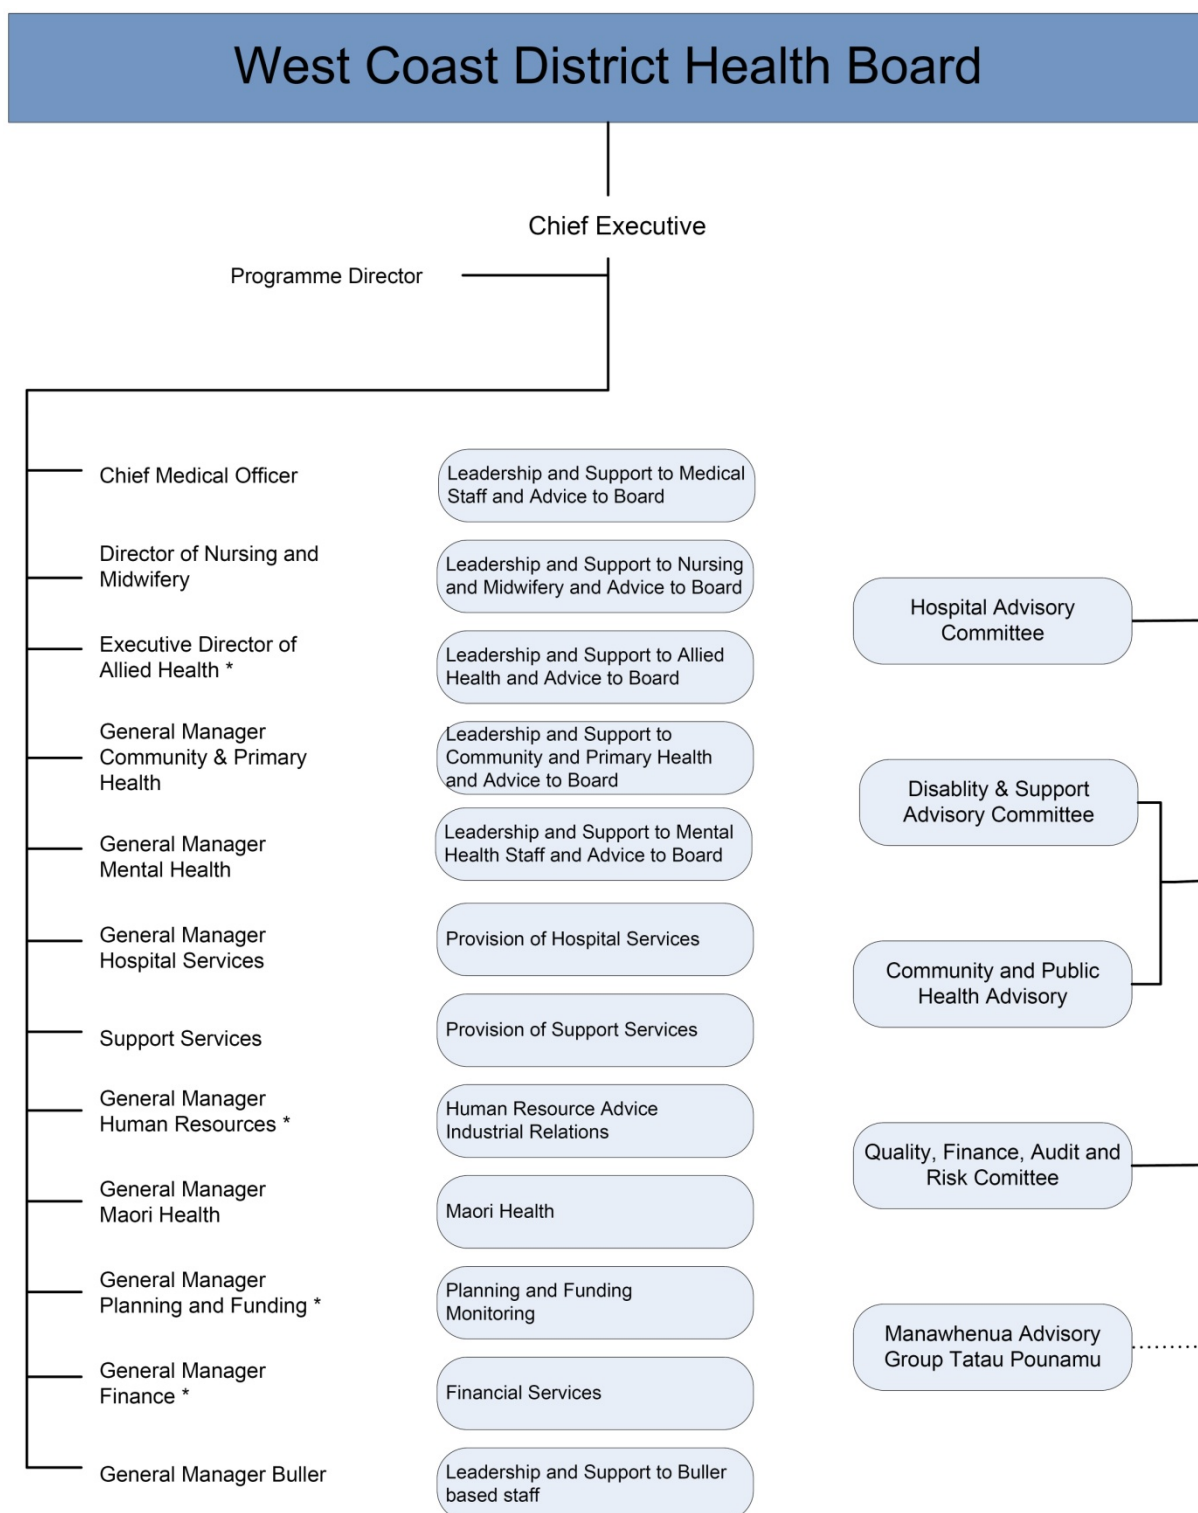 West Coast District Health Board
Chief Executive
Programme Director
Chief Medical Officer
Leadership and Support to Medical
Staff and Advice to Board
Director of Nursing and
Midwifery
Leadership and Support to Nursing
and Midwifery and Advice to Board
Executive Director of
Allied Health *
Leadership and Support to Allied
Health and Advice to Board
General Manager
Community & Primary
Health
Leadership and Support to
Community and Primary Health
and Advice to Board
General Manager
Mental Health
Leadership and Support to Mental
Health Staff and Advice to Board
General Manager
Hospital Services
Provision of Hospital Services
Support Services
Provision of Support Services
General Manager
Human Resources *
Human Resource Advice
Industrial Relations
General Manager
Maori Health
Maori Health
General Manager
Planning and Funding *
Planning and Funding
Monitoring
General Manager
Finance *
Financial Services
General Manager Buller
Leadership and Support to Buller
based staff
Hospital Advisory
Committee
Disablity & Support
Advisory Committee
Community and Public
Health Advisory
Quality, Finance, Audit and
Risk Comittee
Manawhenua Advisory
Group Tatau Pounamu